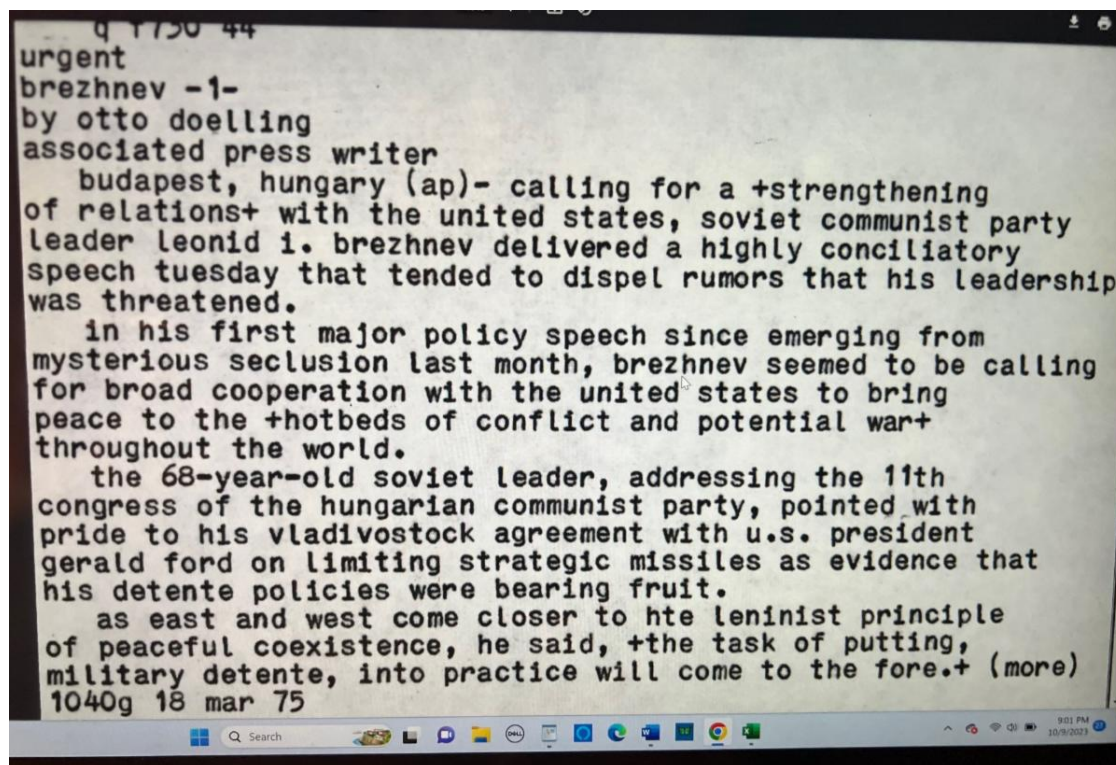 urgent
brezhnev -1-
by otto doelling
associated press writer
budapest, hungary (ap)- calling for a +strengthening
of relations+ with the united states, soviet communist party
leader leonid i. brezhnev delivered a highly conciliatory
speech tuesday that tended to dispel rumors that his leadership
was threatened.
in his first major policy speech since emerging from
mysterious seclusion last month, brezhnev seemed to be calling
for broad cooperation with the united states to bring
peace to the +hotbeds of conflict and potential war+
throughout the world.
the 68-year-old soviet leader, addressing the 11th
congress of the hungarian communist party, pointed with
pride to his vladivostock agreement with u.s. president
gerald ford on limiting strategic missiles as evidence that
his detente policies were bearing fruit.
as east and west come closer to hte leninist principle
of peaceful coexistence, he said, +the task of putting,
military detente, into practice will come to the fore.+ (more)
1040g 18 mar 75
Search
DELL
9:01 PM
10/9/2023